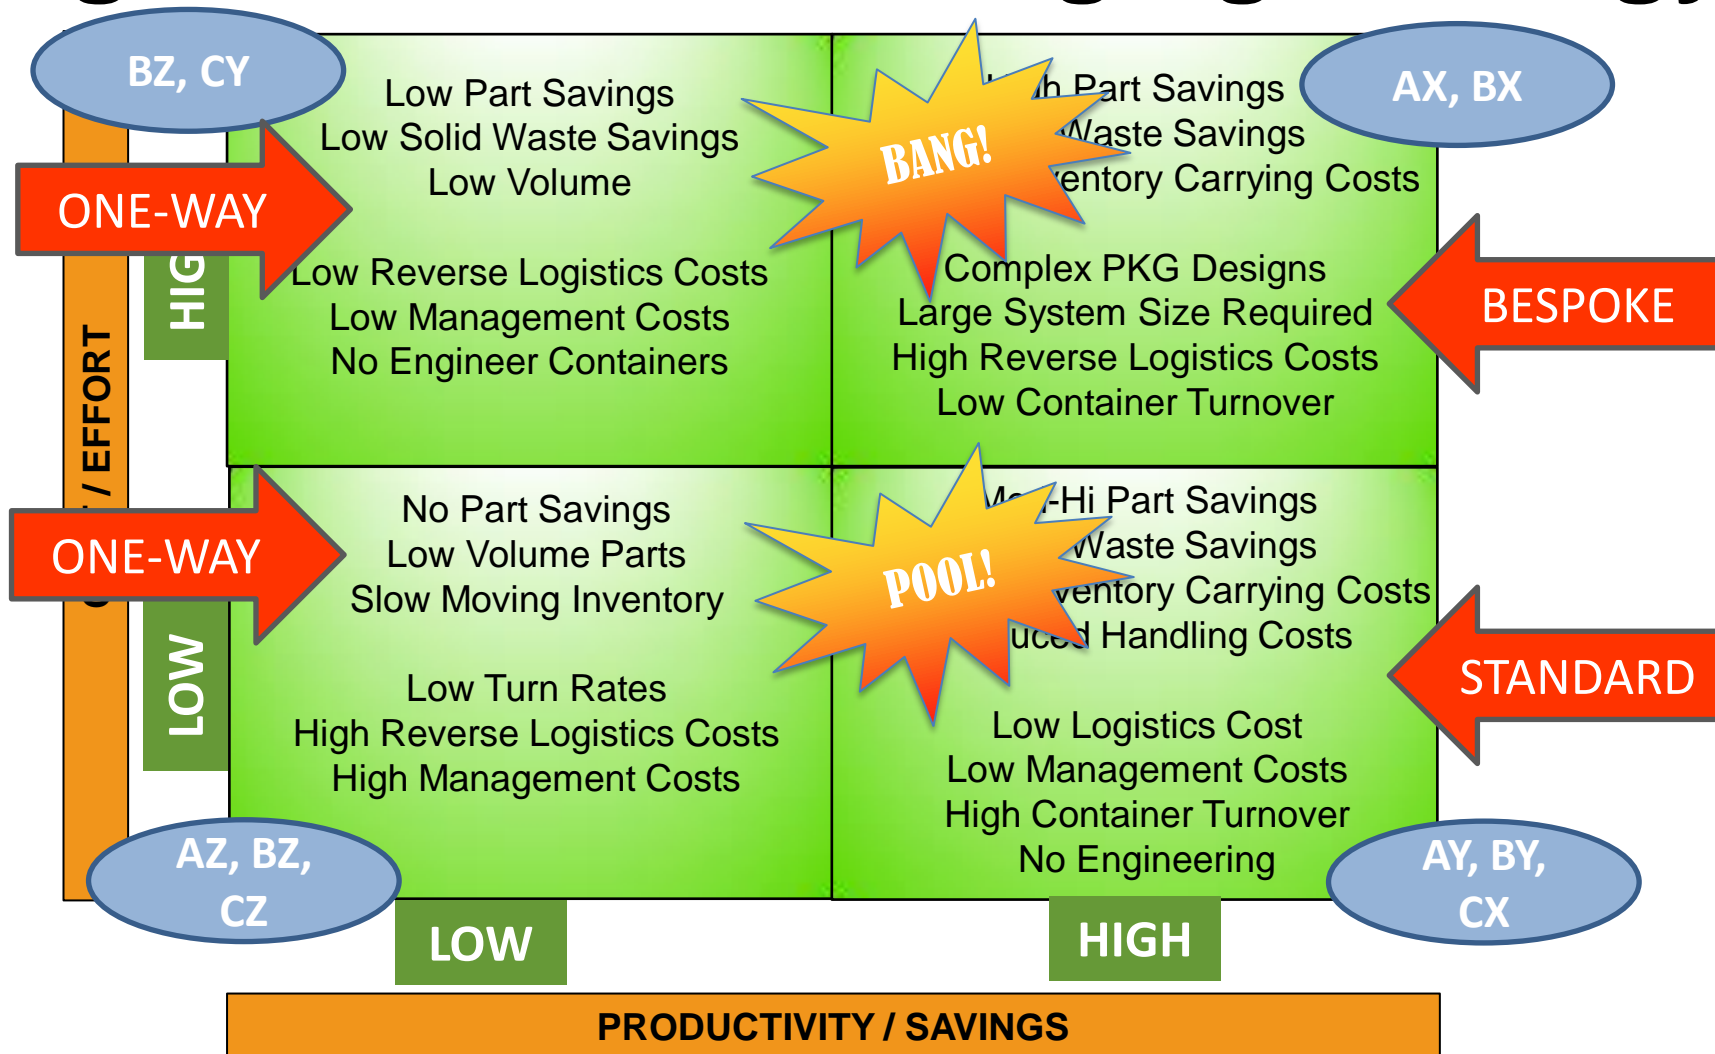 BZ, CY
AX, BX
Low Part Savings
Low Solid Waste Savings
Low Volume
Low Reverse Logistics Costs
Low Management Costs
No Engineer Containers
BANG!
Part Savings
Waste Savings
Carrying Costs
Complex PKG Designs
Large System Size Required
High Reverse Logistics Costs
Low Container Turnover
ONE-WAY
BESPOKE
/ EFFORT
No Part Savings
Low Volume Parts
Slow Moving Inventory
Low Turn Rates
High Reverse Logistics Costs
High Management Costs
POOL!
-Hi Part Savings
Waste Savings
Carrying Costs
Handling Costs
Low Logistics Cost
Low Management Costs
High Container Turnover
No Engineering
ONE-WAY
STANDARD
LOW
AZ, BZ,
CZ
AY, BY,
CX
LOW
HIGH
PRODUCTIVITY / SAVINGS